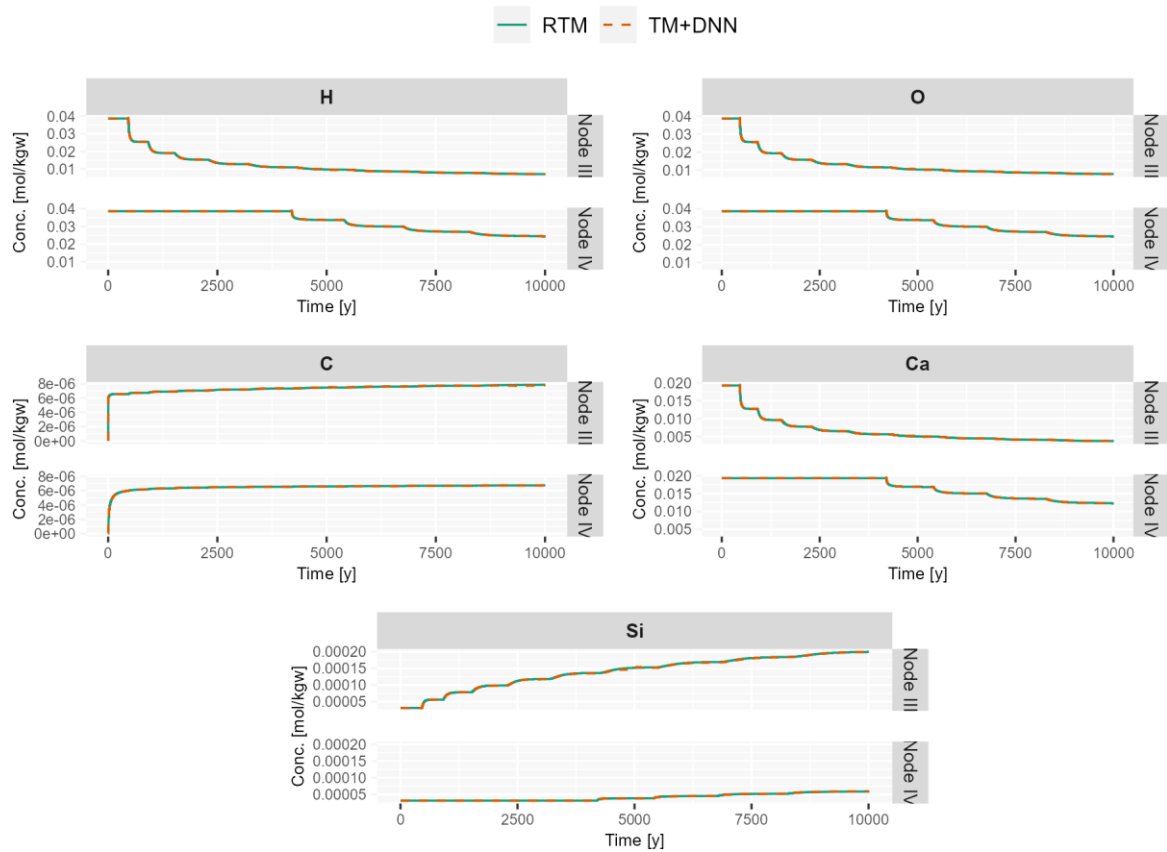 RTM TM+DNN
H
Conc. [mol/kgw]
0.04
0.03
0.02
0.01
Node III
0.04
0.03
0.02
0.01
Node IV
0 2500 5000 7500 10000
Time [y]
O
Conc. [mol/kgw]
0.04
0.03
0.02
0.01
Node III
0.04
0.03
0.02
0.01
Node IV
0 2500 5000 7500 10000
Time [y]
C
Conc. [mol/kgw]
8e-06
6e-06
4e-06
2e-06
0e+00
Node III
8e-06
6e-06
4e-06
2e-06
0e+00
Node IV
0 2500 5000 7500 10000
Time [y]
Ca
Conc. [mol/kgw]
0.020
0.015
0.010
0.005
Node III
0.020
0.015
0.010
0.005
Node IV
0 2500 5000 7500 10000
Time [y]
Si
Conc. [mol/kgw]
0.00020
0.00015
0.00010
0.00005
Node III
0.00020
0.00015
0.00010
0.00005
Node IV
0 2500 5000 7500 10000
Time [y]